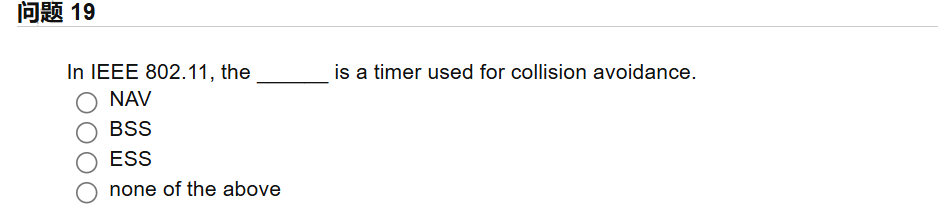 问题 19
In IEEE 802.11, the ______ is a timer used for collision avoidance.
NAV
BSS
ESS
none of the above